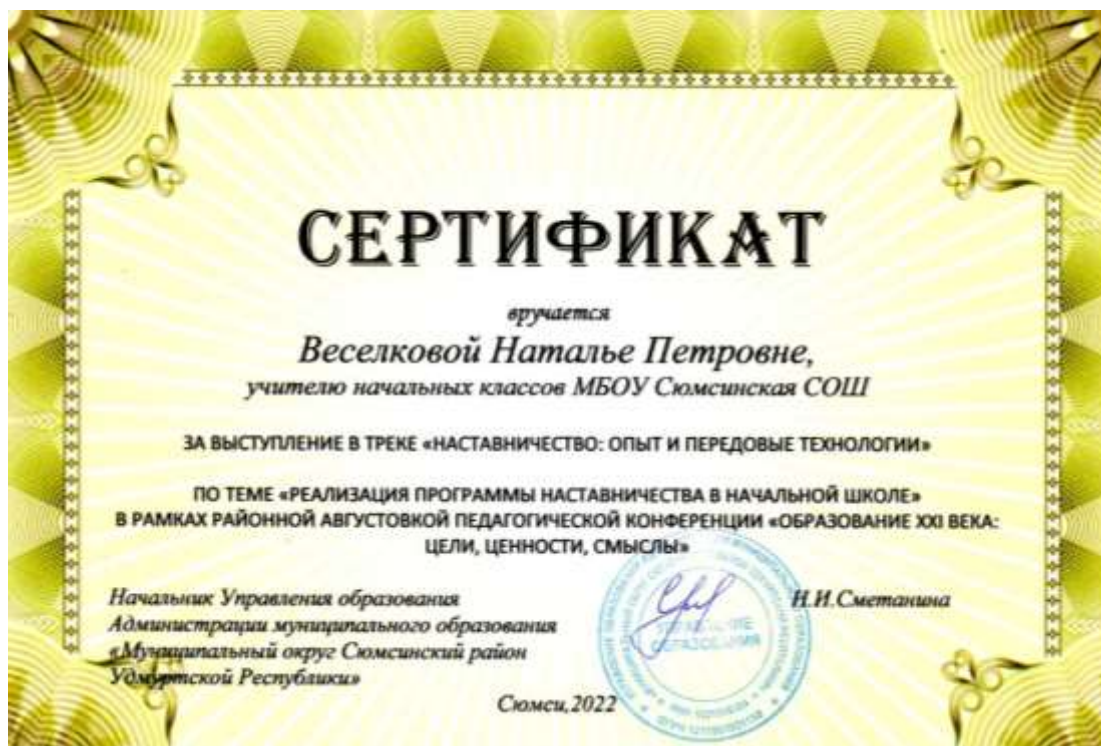 СЕРТИФИКАТ
вручается
Веселковой Наталье Петровне,
учителю начальных классов МБОУ Сюмсинская СОШ
ЗА ВЫСТУПЛЕНИЕ В ТРЕКЕ «НАСТАВНИЧЕСТВО: ОПЫТ И ПЕРЕДОВЫЕ ТЕХНОЛОГИИ»
ПО ТЕМЕ «РЕАЛИЗАЦИЯ ПРОГРАММЫ НАСТАВНИЧЕСТВА В НАЧАЛЬНОЙ ШКОЛЕ»
В РАМКАХ РАЙОННОЙ АВГУСТОВКОЙ ПЕДАГОГИЧЕСКОЙ КОНФЕРЕНЦИИ «ОБРАЗОВАНИЕ XXI ВЕКА:
ЦЕЛИ, ЦЕННОСТИ, СМЫСЛЫ»
Начальник Управления образования
Администрации муниципального образования
«Муниципальный округ Сюмсинский район
Удмуртской Республики»
Н.И.Сметанина
УПРАВЛЕНИЕ
ОБРАЗОВАНИЯ
Сюмси,2022